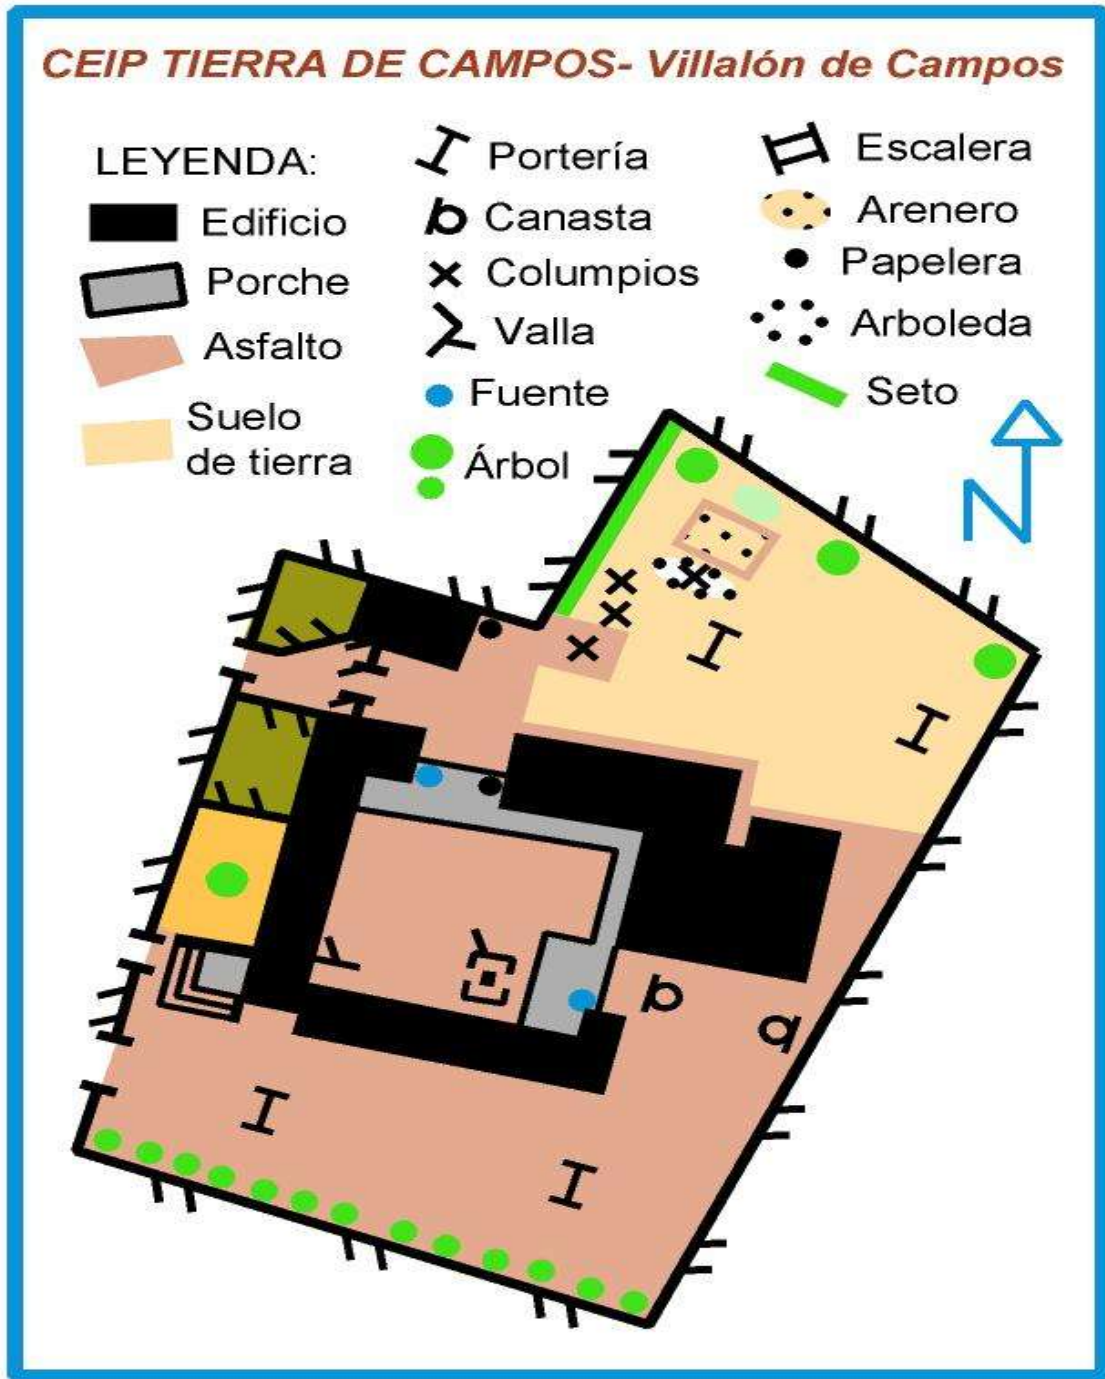 CEIP TIERRA DE CAMPOS- Villalón de Campos
LEYENDA:
Edificio
Porche
Asfalto
Suelo
de tierra
Portería
Canasta
Columpios
Valla
Fuente
Árbol
Escalera
Arenero
Papelera
Arboleda
Seto
N